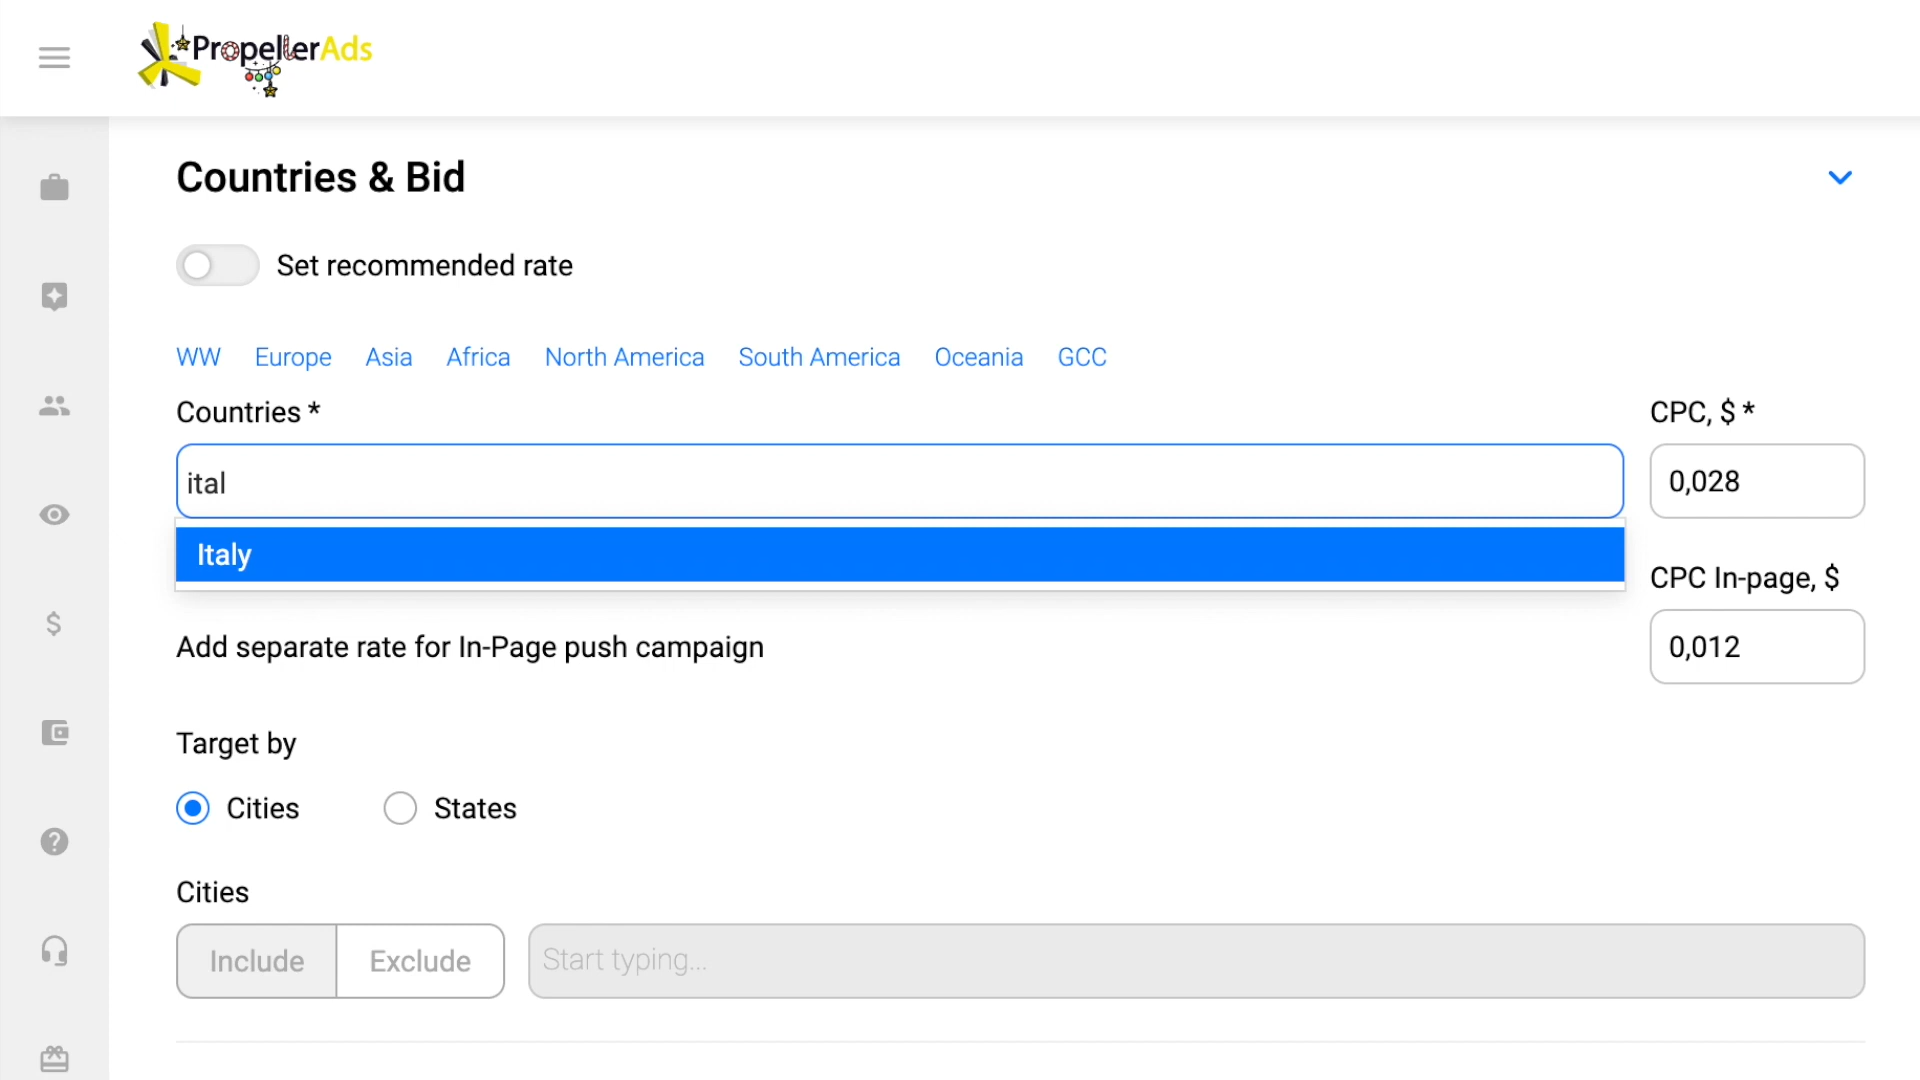 PropellerAds
Countries & Bid
Set recommended rate
WW Europe Asia Africa North America South America Oceania GCC
Countries * CPC, $ *
ital 0,028
Italy
CPC In-page, $
Add separate rate for In-Page push campaign 0,012
Target by
Cities States
Cities
Include Exclude Start typing...